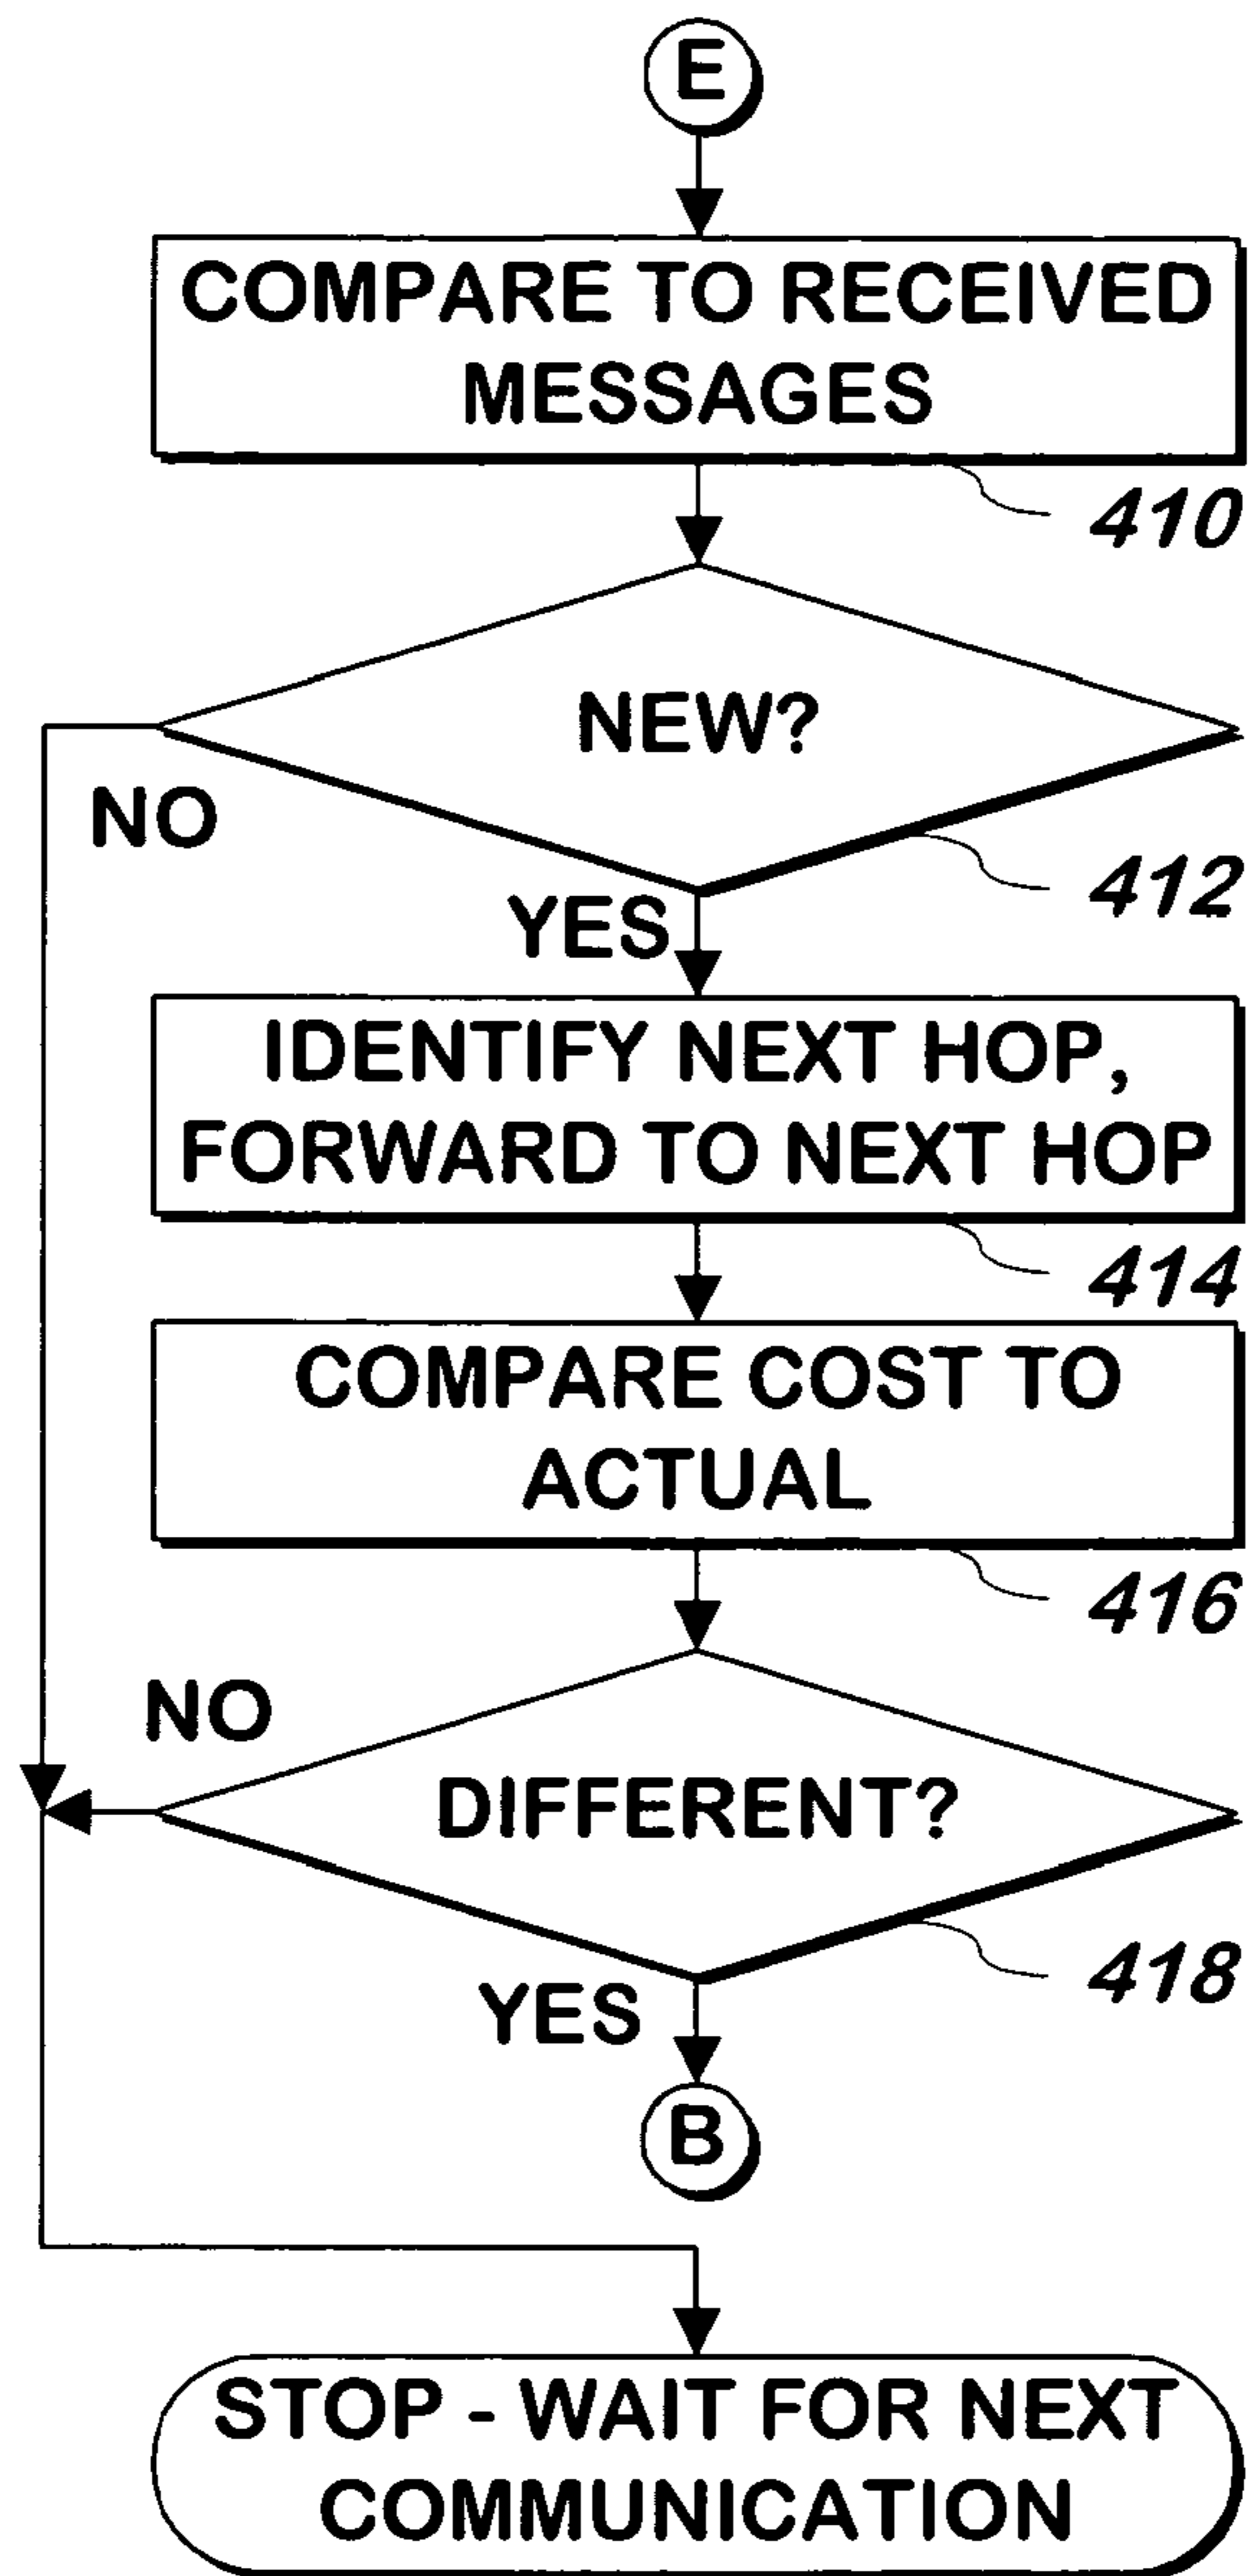 E
COMPARE TO RECEIVED
MESSAGES
410
NEW?
NO
412
YES
IDENTIFY NEXT HOP,
FORWARD TO NEXT HOP
414
COMPARE COST TO
ACTUAL
416
NO
DIFFERENT?
418
YES
B
STOP - WAIT FOR NEXT
COMMUNICATION